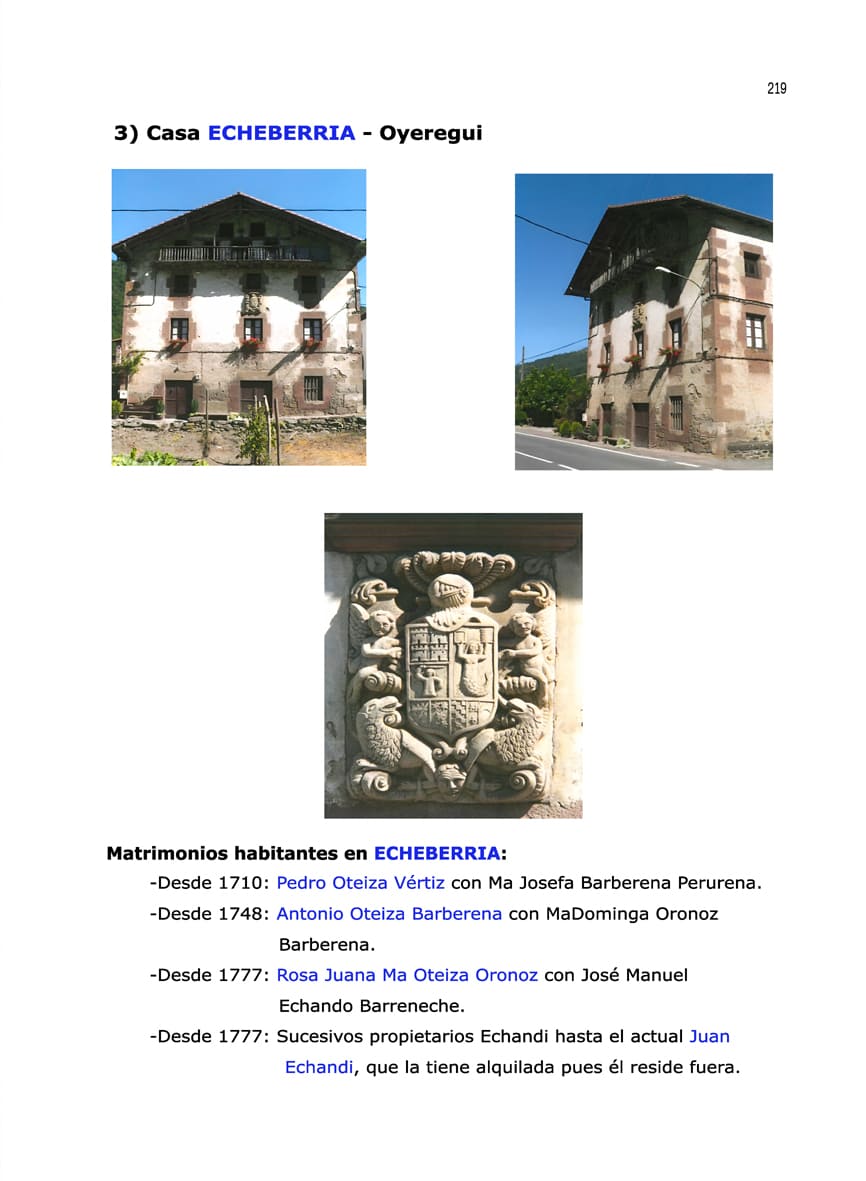 219
3) Casa ECHEBERRIA - Oyeregui
Matrimonios habitantes en ECHEBERRIA:
-Desde 1710: Pedro Oteiza Vértiz con Ma Josefa Barberena Perurena.
-Desde 1748: Antonio Oteiza Barberena con MaDominga Oronoz
Barberena.
-Desde 1777: Rosa Juana Ma Oteiza Oronoz con José Manuel
Echando Barreneche.
-Desde 1777: Sucesivos propietarios Echandi hasta el actual Juan
Echandi, que la tiene alquilada pues él reside fuera.